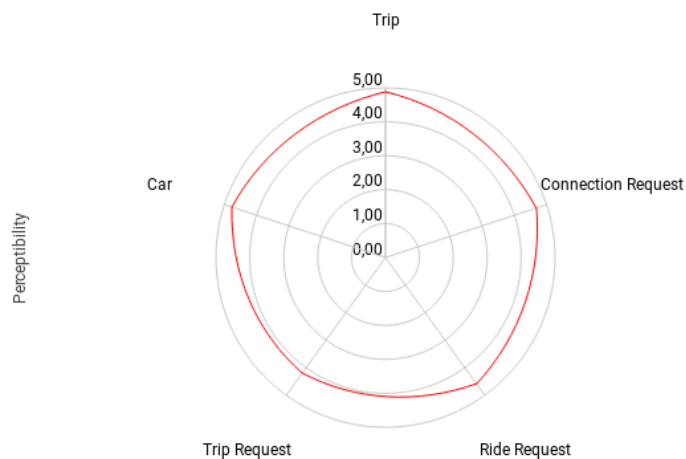 Trip
5,00
4,00
3,00
2,00
1,00
0,00
Car
Connection Request
Perceptibility
Trip Request
Ride Request